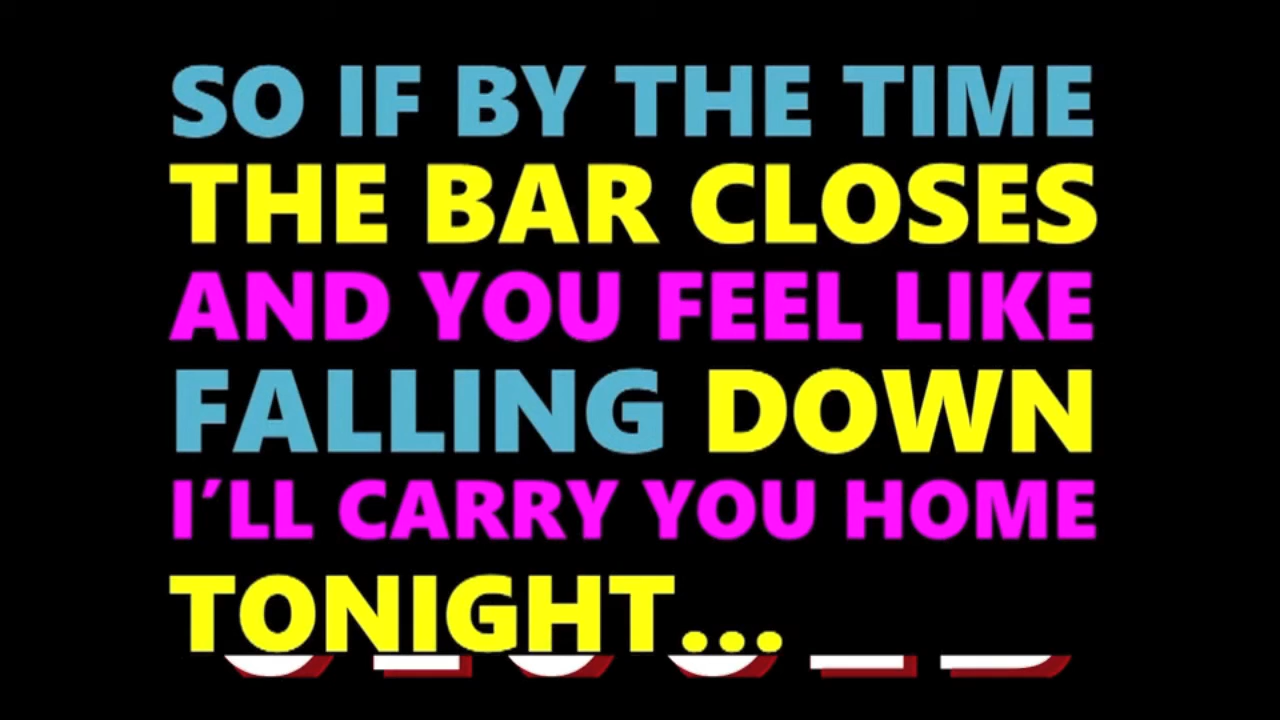 SO IF BY THE TIME
THE BAR CLOSES
AND YOU FEEL LIKE
FALLING DOWN
I’LL CARRY YOU HOME
TONIGHT...